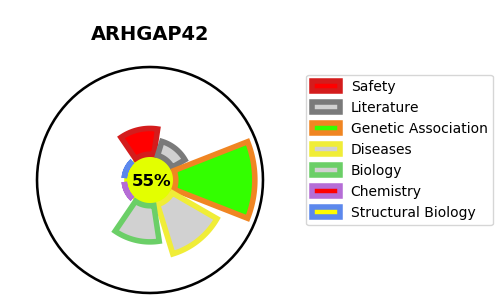 ARHGAP42
55%
Safety
Literature
Genetic Association
Diseases
Biology
Chemistry
Structural Biology